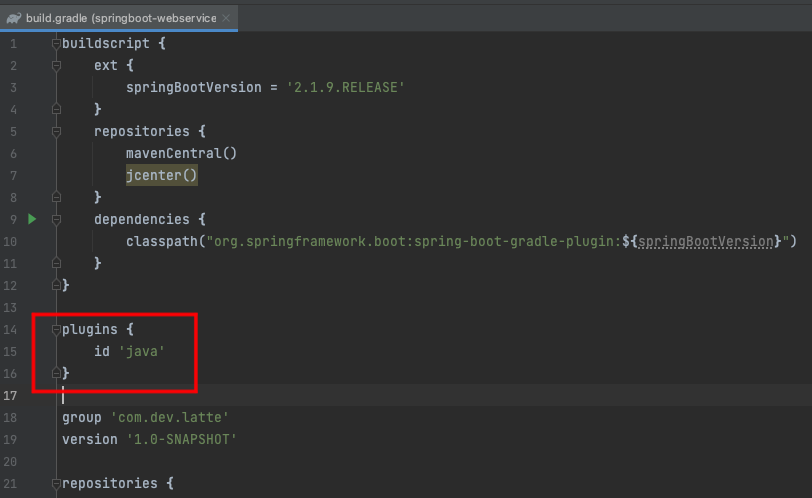 build.gradle (springboot-webservice ×
1 buildscript {
2 ext {
3 springBootVersion = '2.1.9.RELEASE'
4 }
5 repositories {
6 mavenCentral()
7 jcenter()
8 }
9 dependencies {
10 classpath("org.springframework.boot:spring-boot-gradle-plugin:${springBootVersion}")
11 }
12 }
13
14 plugins {
15 id 'java'
16 }
17
18 group 'com.dev.latte'
19 version '1.0-SNAPSHOT'
20
21 repositories {